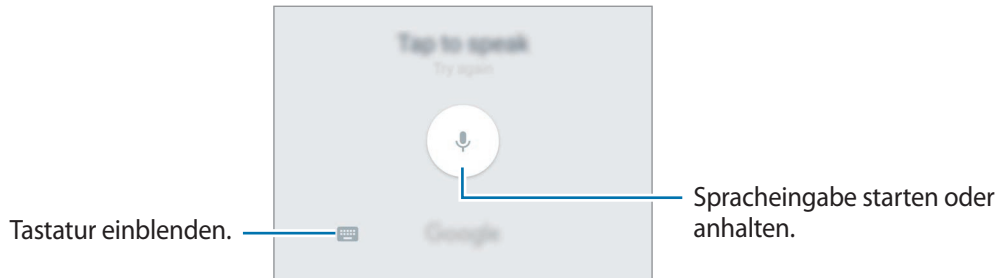 Tap to speak
Try again
Tastatur einblenden.
Google
Spracheingabe starten oder
anhalten.